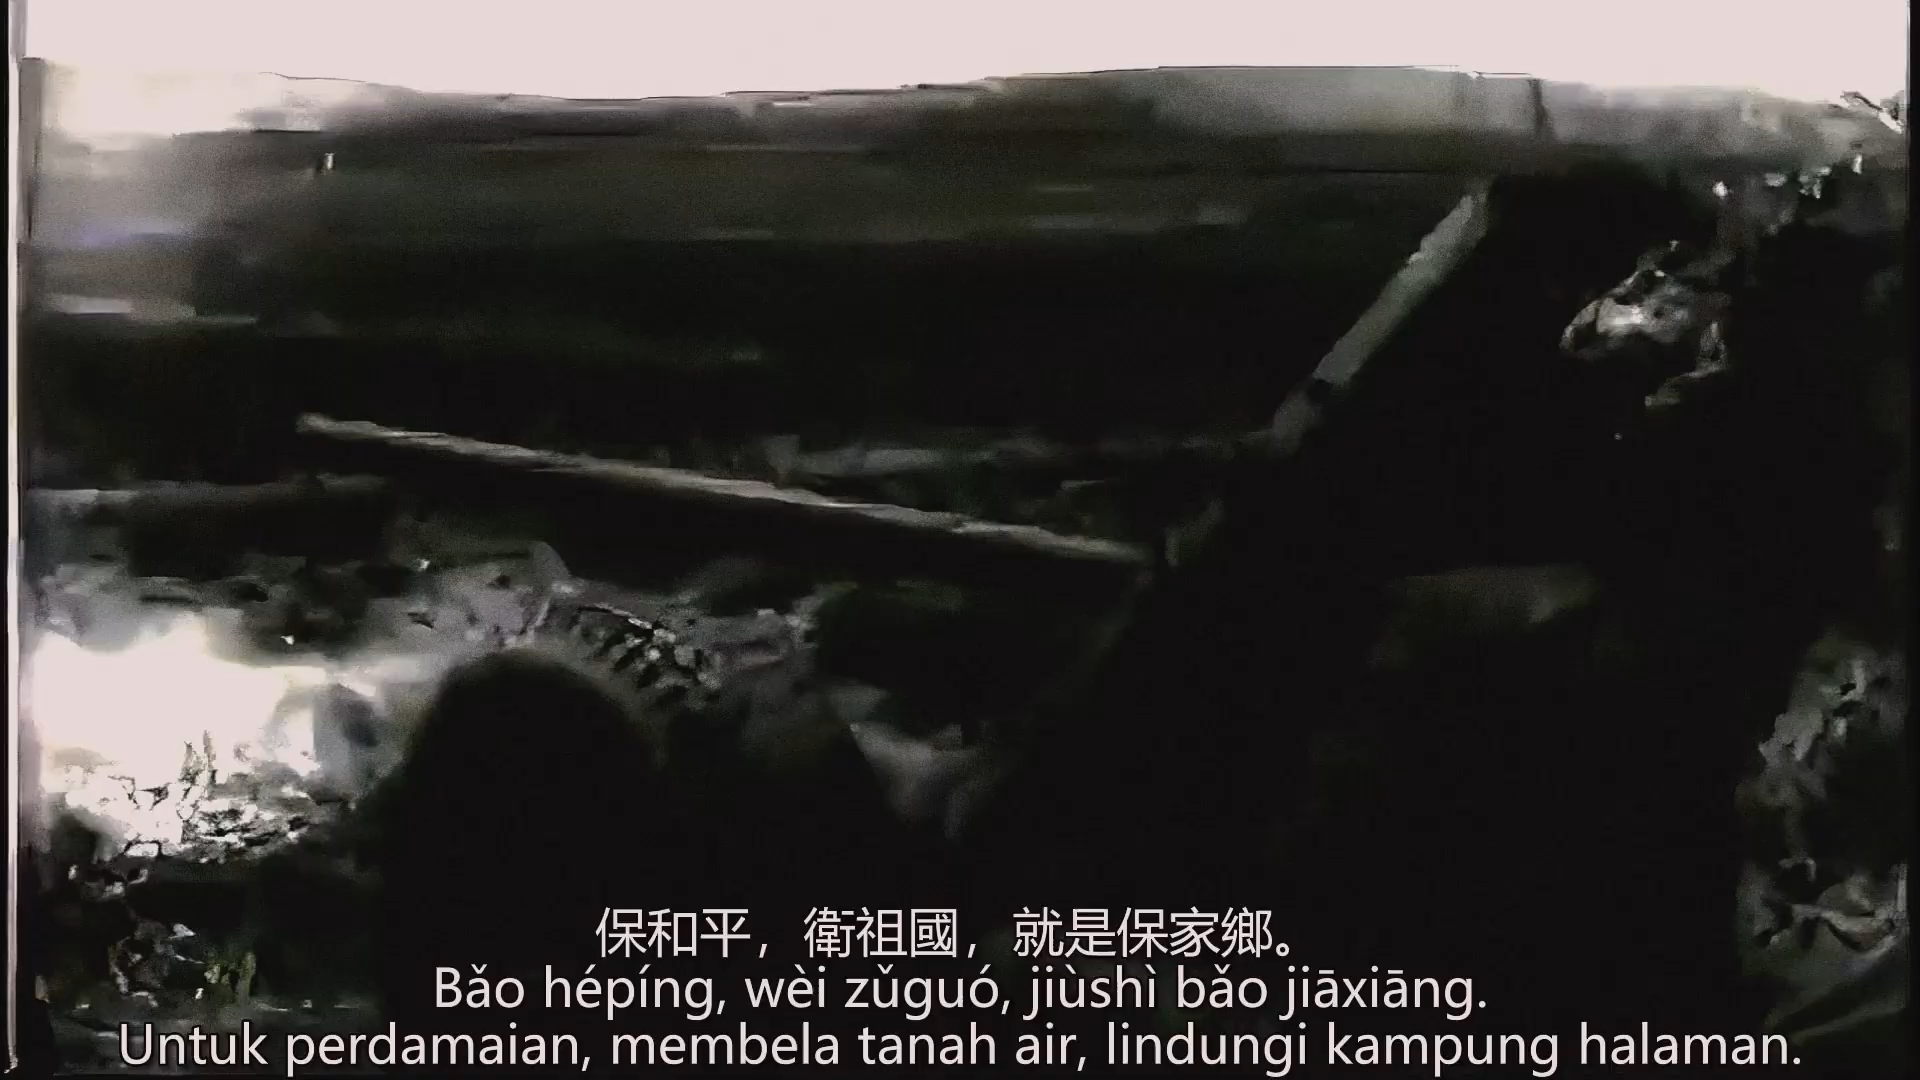 保和平，衛祖國，就是保家鄉。
Bǎo hépíng, wèi zǔguó, jiùshì bǎo jiāxiāng.
Untuk perdamaian, membela tanah air, lindungi kampung halaman.